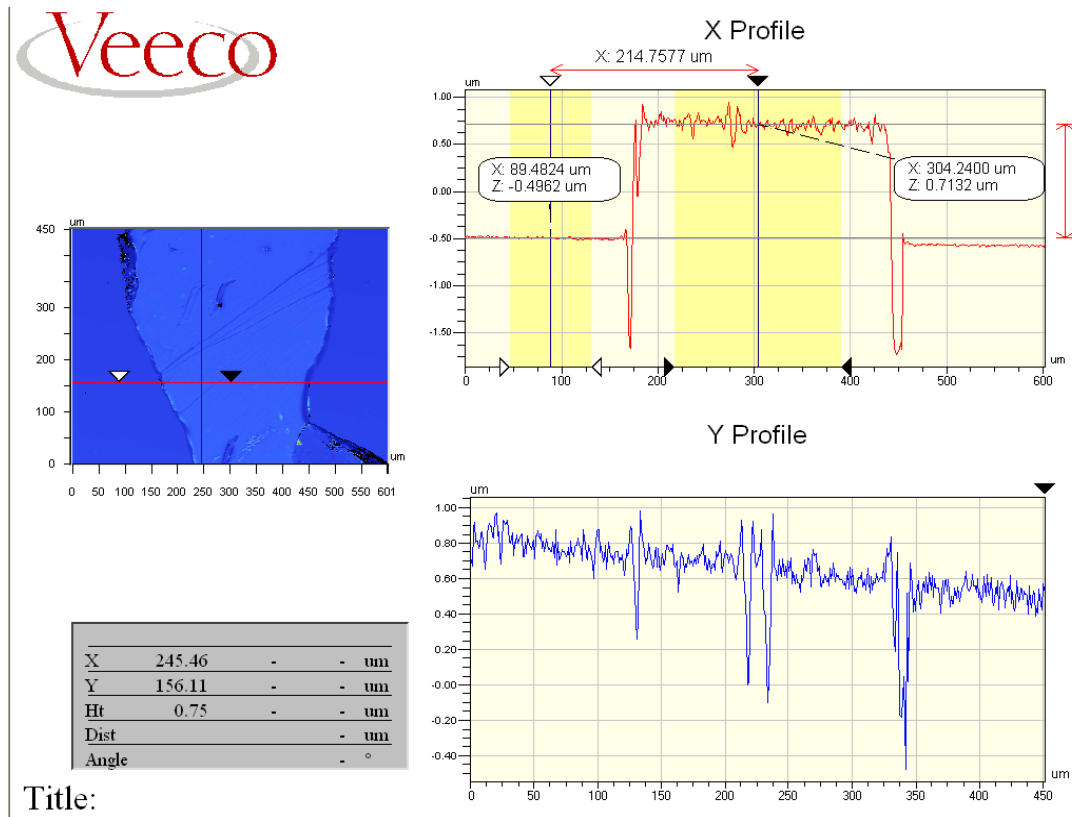 Veeco
X Profile
X: 214.7577 um
um
1.00
0.50
0.00
-0.50
-1.00
-1.50
X: 89.4824 um
Z: -0.4962 um
X: 304.2400 um
Z: 0.7132 um
0 100 200 300 400 500 600
um
um
450
300
200
100
0
um
0 50 100 150 200 250 300 350 400 450 500 601
Y Profile
um
1.00
0.80
0.60
0.40
0.20
-0.00
-0.20
-0.40
um
0 50 100 150 200 250 300 350 400 450
X 245.46 - - um
Y 156.11 - - um
Ht 0.75 - - um
Dist - um
Angle - °
Title: